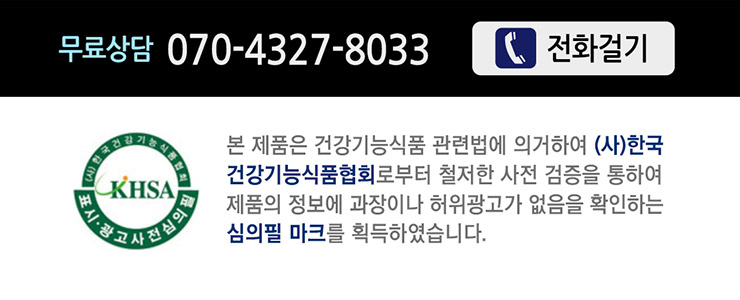 무료상담 070-4327-8033 전화걸기
(사)한국건강기능식품협회
KHSA
표시·광고사전심의필
본 제품은 건강기능식품 관련법에 의거하여 (사)한국
건강기능식품협회로부터 철저한 사전 검증을 통하여
제품의 정보에 과장이나 허위광고가 없음을 확인하는
심의필 마크를 획득하였습니다.